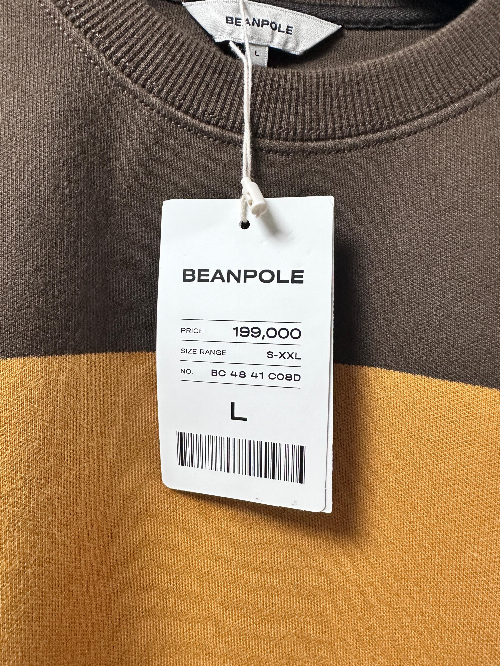 BEANPOLE
L
BEANPOLE
PRICE 199,000
SIZE RANGE S-XXL
NO. BC 48 41 C08D
L